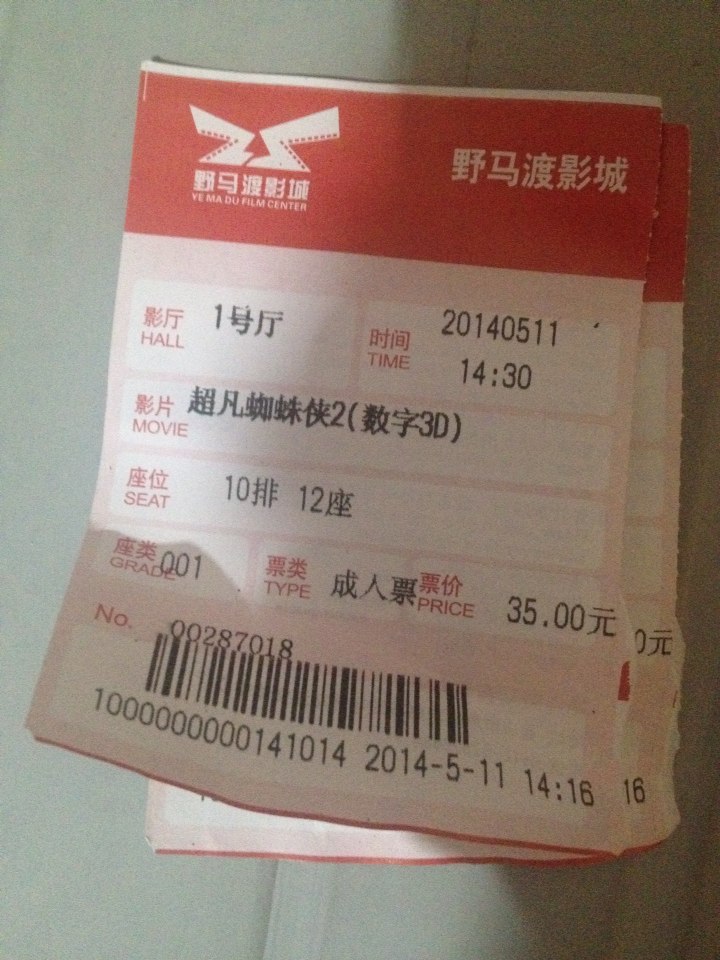 野马渡影城
YE MA DU FILM CENTER
野马渡影城
影厅 1号厅
HALL
时间 20140511
TIME 14:30
影片 超凡蜘蛛侠2(数字3D)
MOVIE
座位 10排 12座
SEAT
座类 001
GRADE
票类 成人票
TYPE
票价 35.00元
PRICE
0元
No. 00287018
1000000000141014 2014-5-11 14:16
16